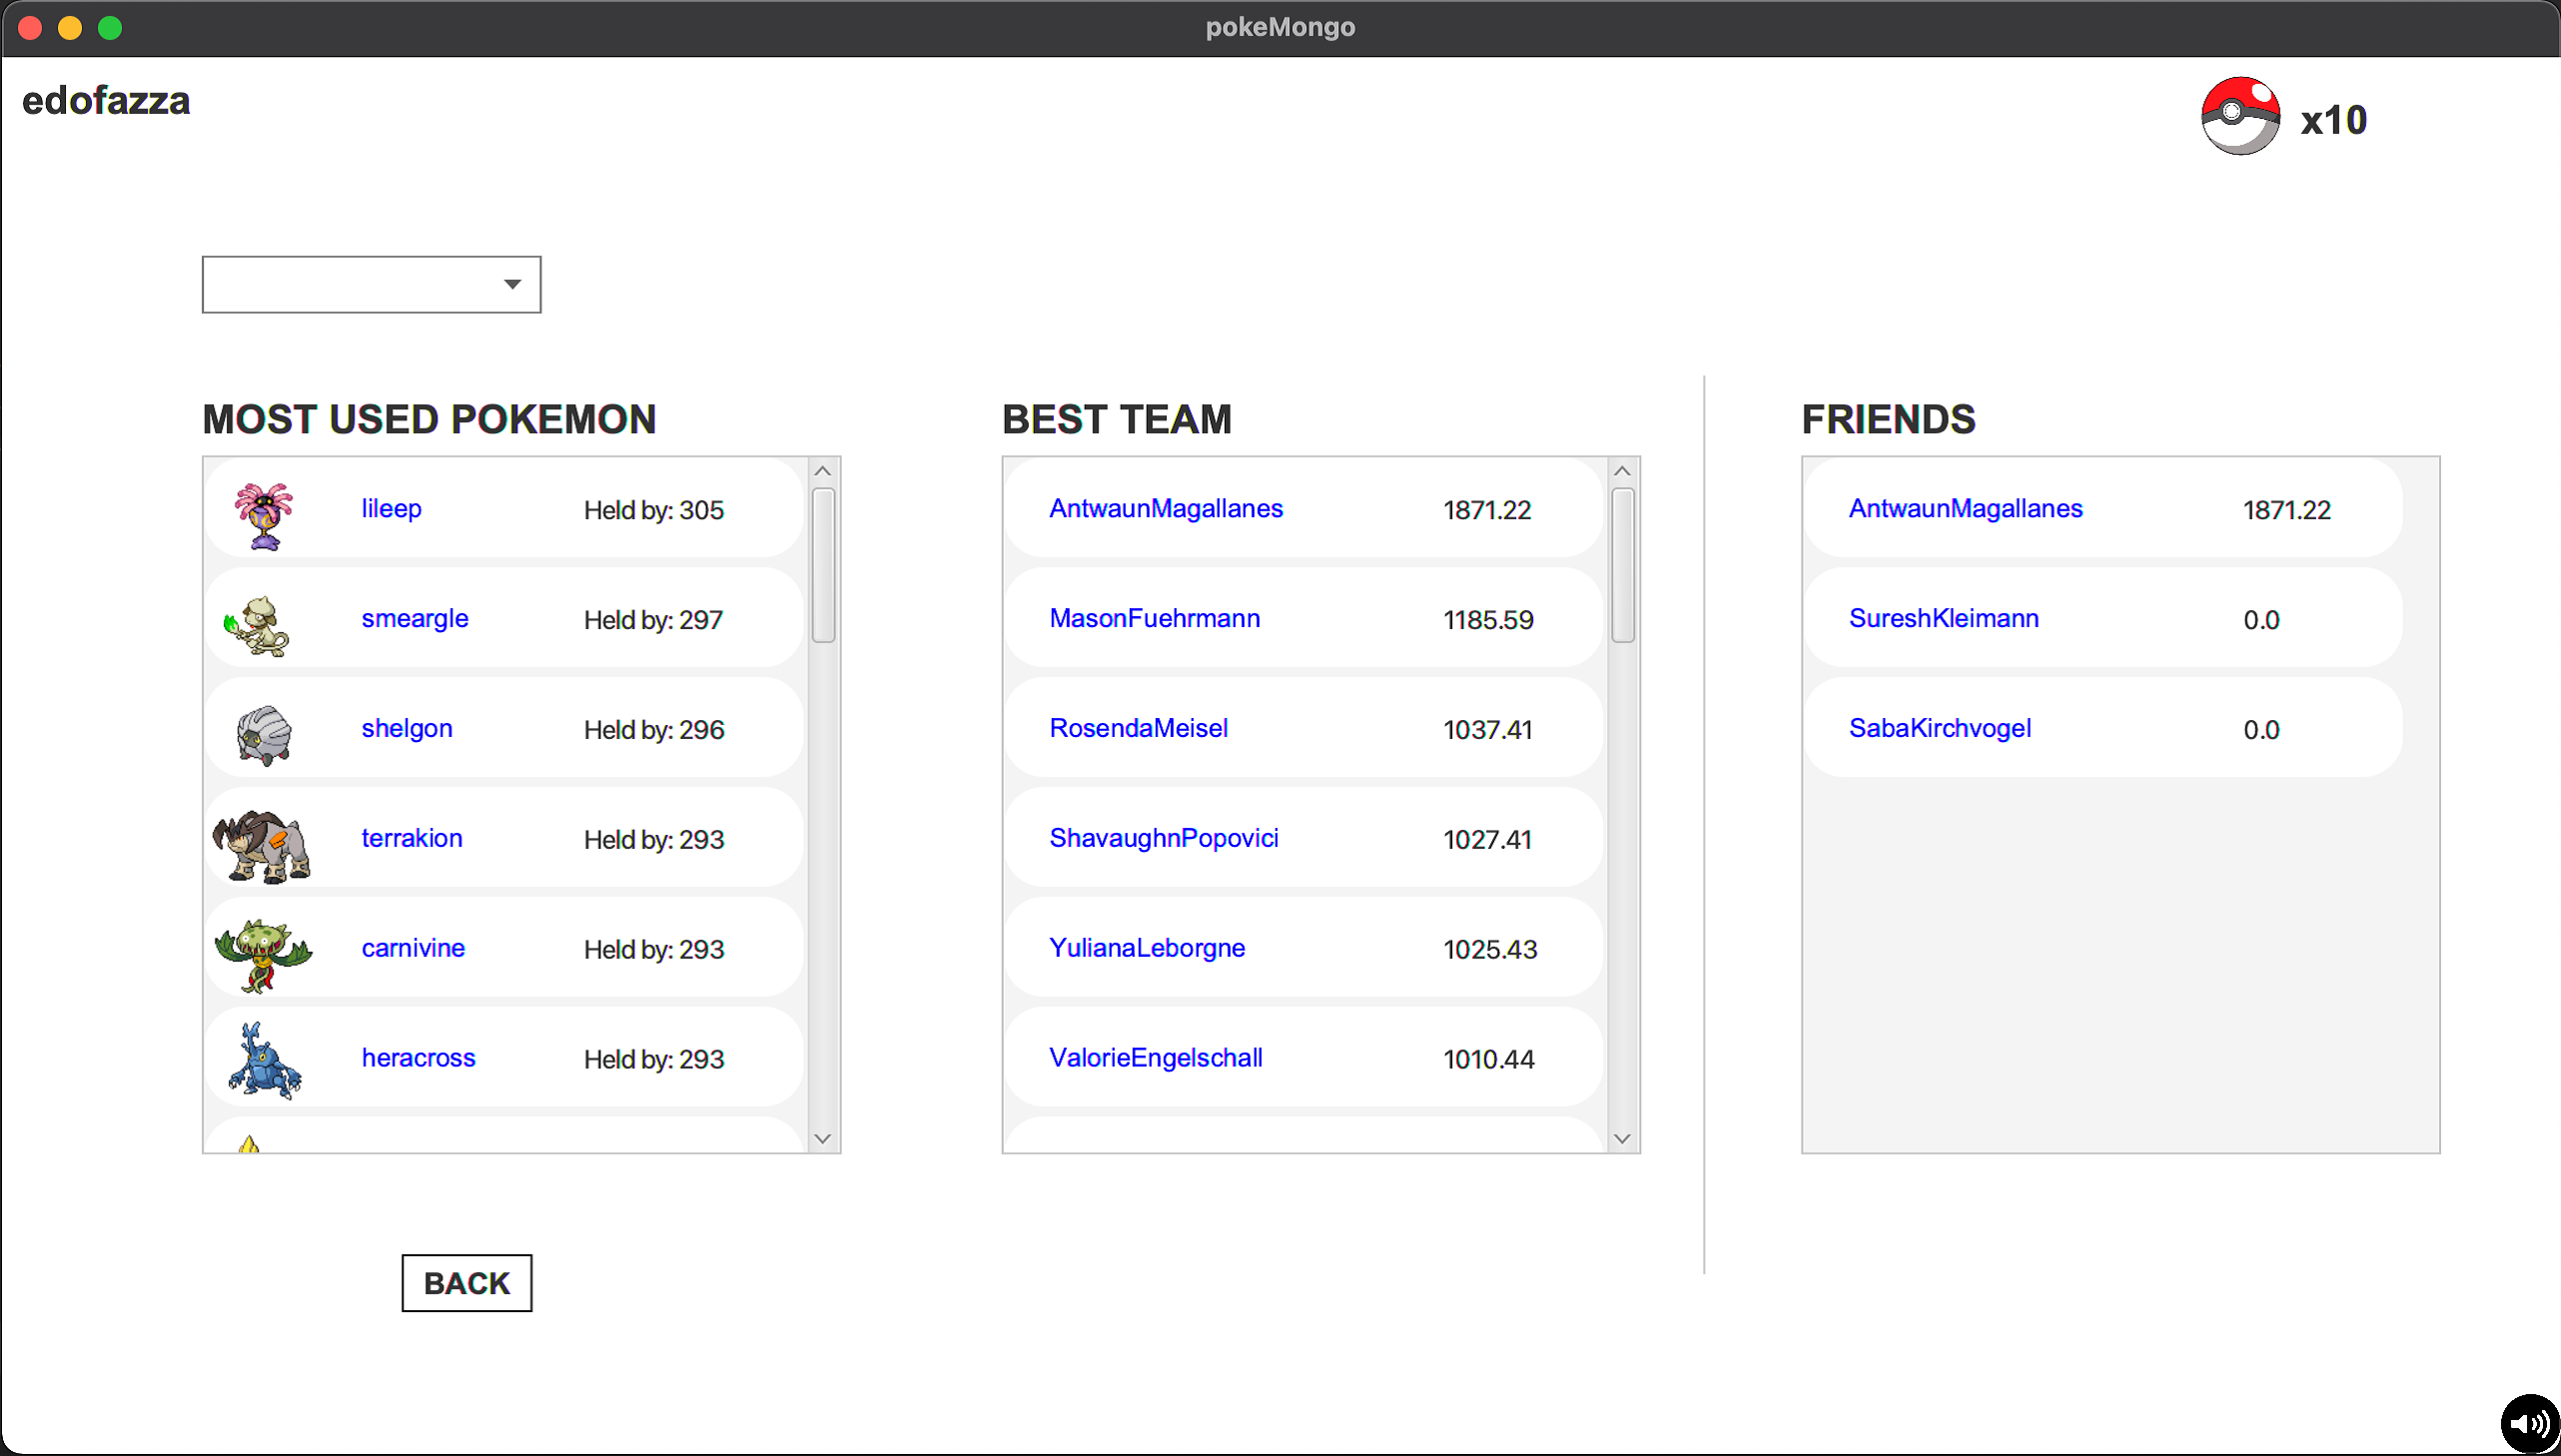 pokeMongo
edofazza
x10
MOST USED POKEMON
lileep Held by: 305
smeargle Held by: 297
shelgon Held by: 296
terrakion Held by: 293
carnivine Held by: 293
heracross Held by: 293
BEST TEAM
AntwaunMagallanes 1871.22
MasonFuehrmann 1185.59
RosendaMeisel 1037.41
ShavaughnPopovici 1027.41
YulianaLeborgne 1025.43
ValorieEngelschall 1010.44
FRIENDS
AntwaunMagallanes 1871.22
SureshKleimann 0.0
SabaKirchvogel 0.0
BACK